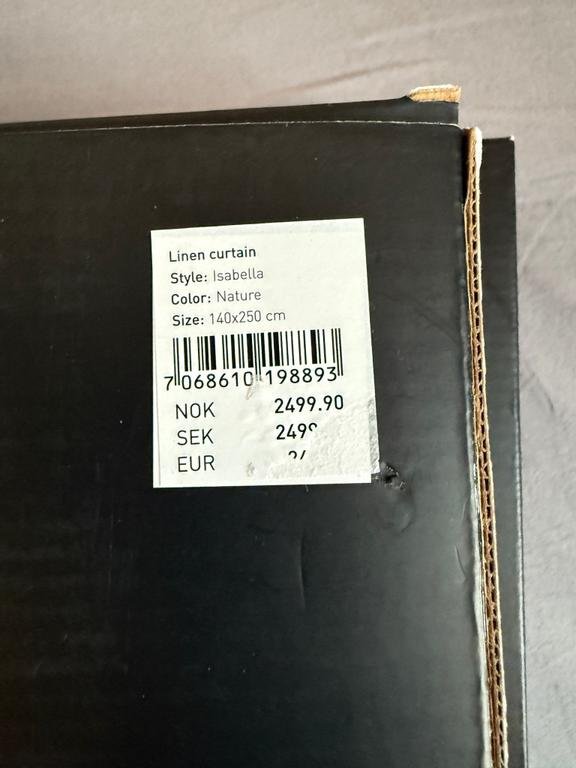 Linen curtain
Style: Isabella
Color: Nature
Size: 140x250 cm
7 068610 198893
NOK 2499.90
SEK
EUR